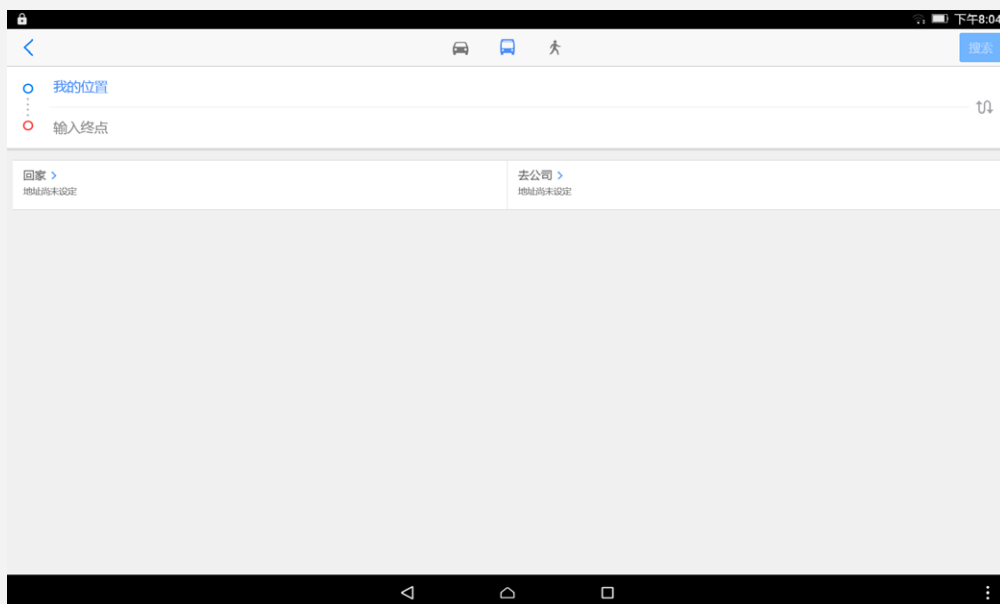 下午8:04
搜索
我的位置
输入终点
回家
地址尚未设定
去公司
地址尚未设定